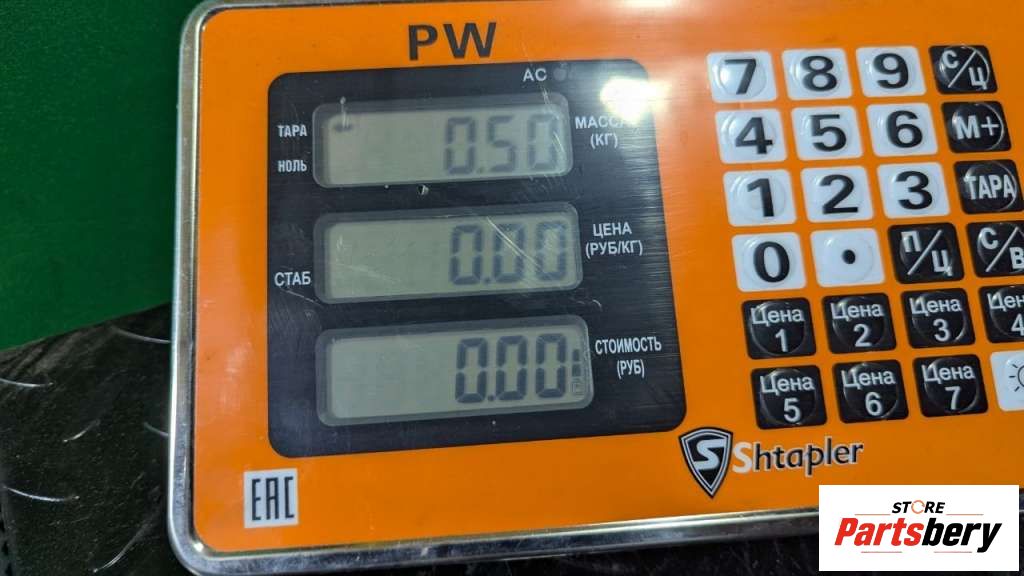 PW
AC
ТАРА
НОЛЬ
0.50
МАССА
(КГ)
СТАБ
0.00
ЦЕНА
(РУБ/КГ)
0.00
СТОИМОСТЬ
(РУБ)
7 8 9 С/Ц
4 5 6 М+
1 2 3 ТАРА
0 . П/Ц С/В
Цена 1 Цена 2 Цена 3 4
Цена 5 Цена 6 Цена 7
Shtapler
EAC
STORE
Partsbery